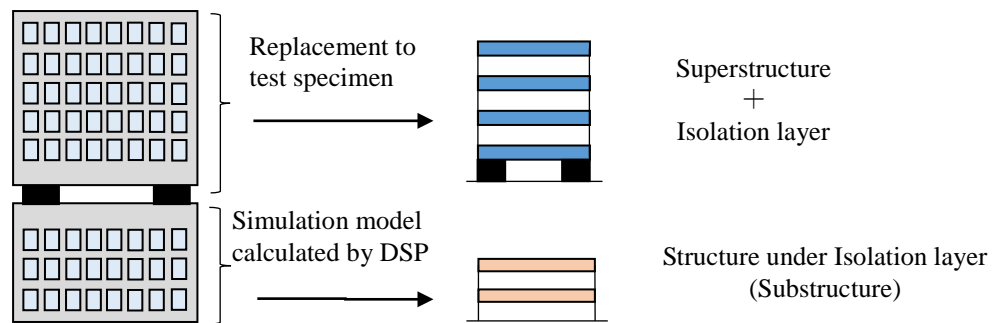 Replacement to
test specimen
Superstructure
+
Isolation layer
Simulation model
calculated by DSP
Structure under Isolation layer
(Substructure)